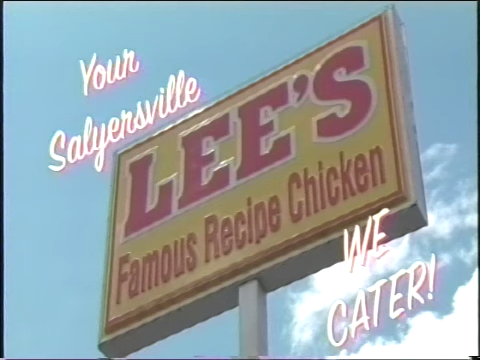 Your
Salyersville
LEE'S
Famous Recipe Chicken
WE
CATER!